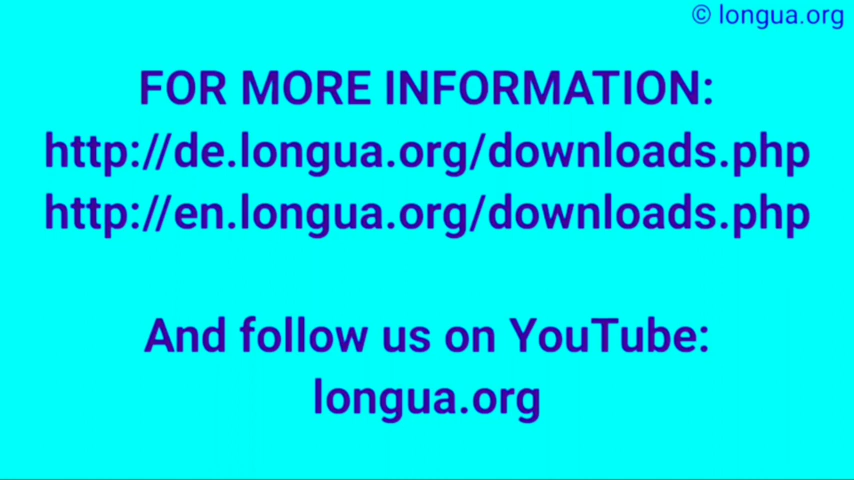 © longua.org
FOR MORE INFORMATION:
http://de.longua.org/downloads.php
http://en.longua.org/downloads.php
And follow us on YouTube:
longua.org